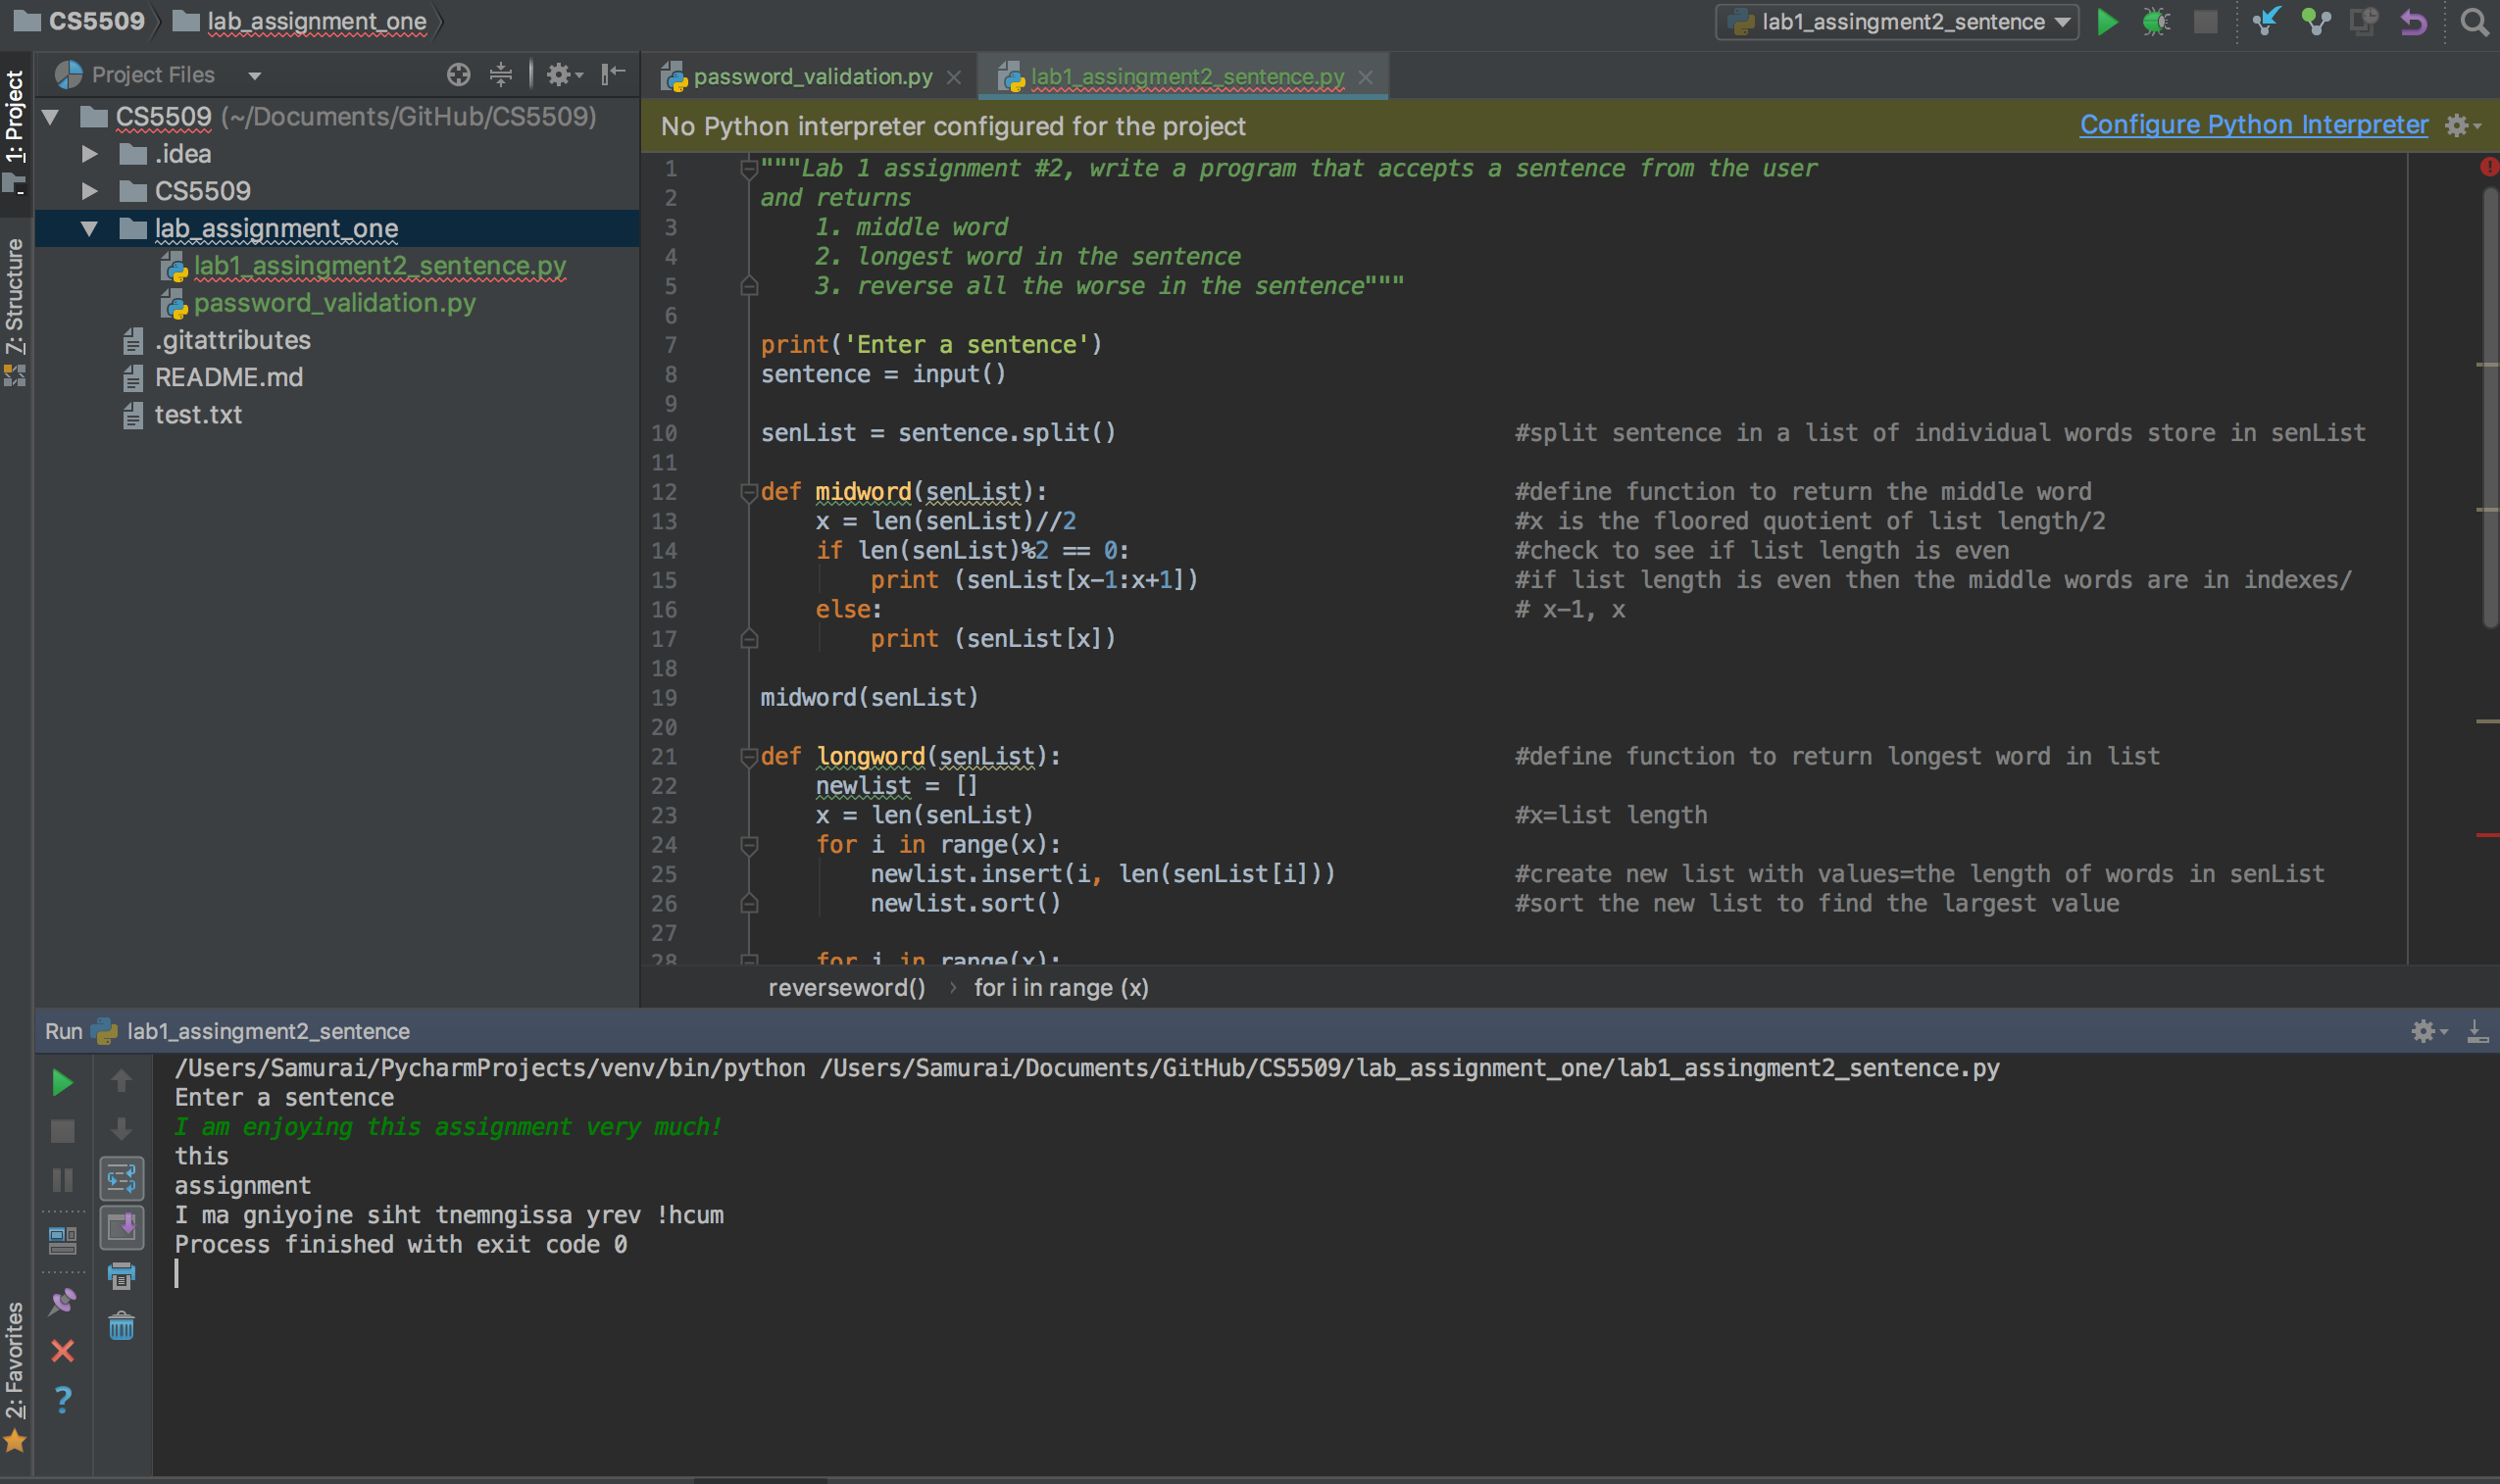 CS5509 lab_assignment_one lab1_assingment2_sentence
1: Project
7: Structure
2: Favorites
Project Files
CS5509 (~/Documents/GitHub/CS5509)
.idea
CS5509
lab_assignment_one
lab1_assingment2_sentence.py
password_validation.py
.gitattributes
README.md
test.txt
password_validation.py lab1_assingment2_sentence.py
No Python interpreter configured for the project Configure Python Interpreter
1 """Lab 1 assignment #2, write a program that accepts a sentence from the user
2 and returns
3 1. middle word
4 2. longest word in the sentence
5 3. reverse all the worse in the sentence"""
6
7 print('Enter a sentence')
8 sentence = input()
9
10 senList = sentence.split() #split sentence in a list of individual words store in senList
11
12 def midword(senList): #define function to return the middle word
13 x = len(senList)//2 #x is the floored quotient of list length/2
14 if len(senList)%2 == 0: #check to see if list length is even
15 print (senList[x-1:x+1]) #if list length is even then the middle words are in indexes/
16 else: # x-1, x
17 print (senList[x])
18
19 midword(senList)
20
21 def longword(senList): #define function to return longest word in list
22 newlist = []
23 x = len(senList) #x=list length
24 for i in range(x):
25 newlist.insert(i, len(senList[i])) #create new list with values=the length of words in senList
26 newlist.sort() #sort the new list to find the largest value
27
28 for i in range(x):
reverseword() › for i in range (x)
Run lab1_assingment2_sentence
/Users/Samurai/PycharmProjects/venv/bin/python /Users/Samurai/Documents/GitHub/CS5509/lab_assignment_one/lab1_assingment2_sentence.py
Enter a sentence
I am enjoying this assignment very much!
this
assignment
I ma gniyojne siht tnemngissa yrev !hcum
Process finished with exit code 0